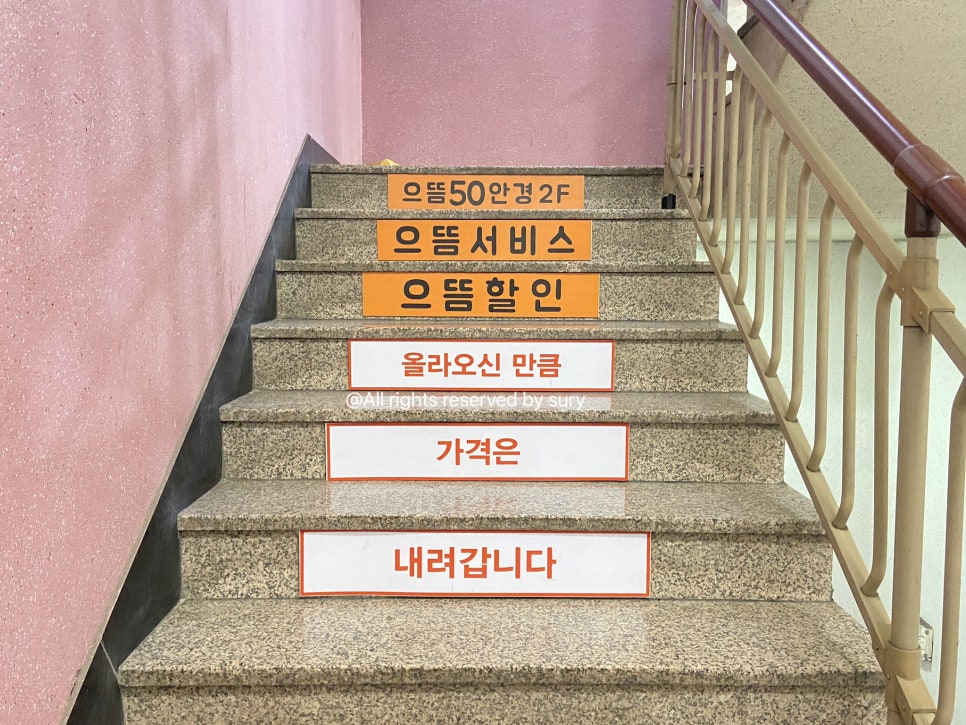 으뜸50안경2F
으뜸서비스
으뜸할인
올라오신 만큼
@All rights reserved by sury
가격은
내려갑니다